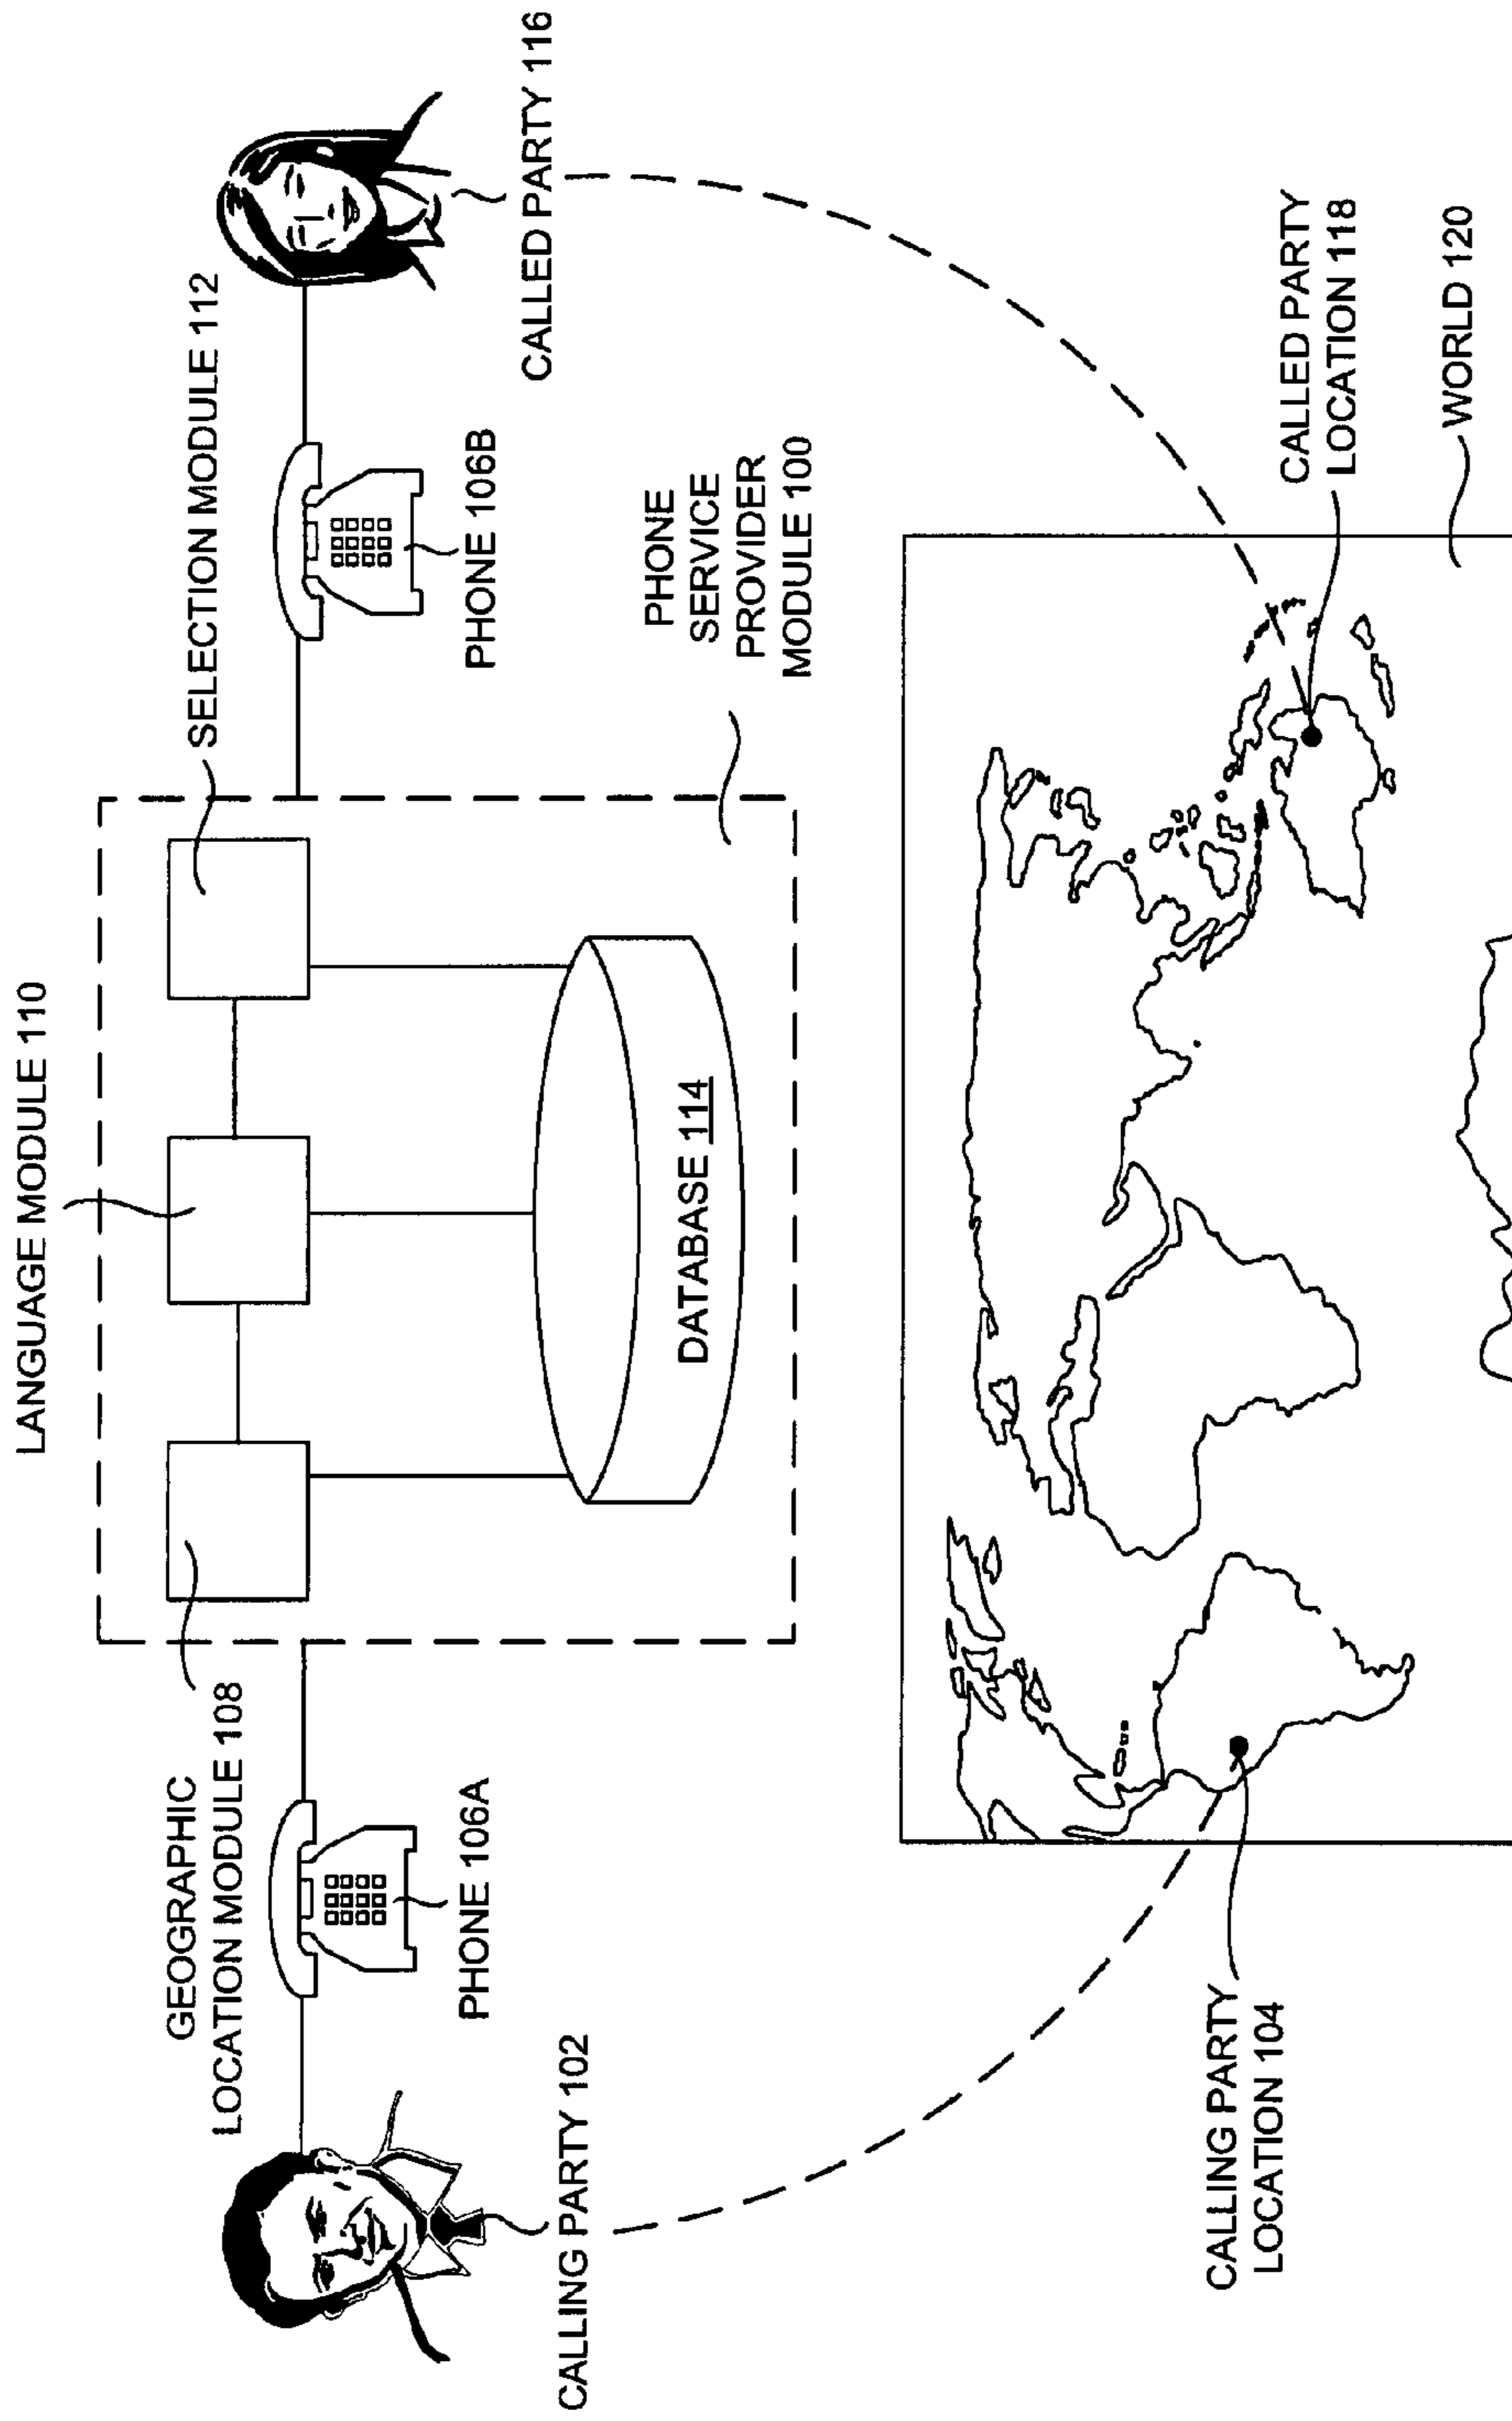 LANGUAGE MODULE 110
GEOGRAPHIC
LOCATION MODULE 108
SELECTION MODULE 112
PHONE 106A
PHONE 106B
CALLING PARTY 102
CALLED PARTY 116
DATABASE 114
PHONE
SERVICE
PROVIDER
MODULE 100
CALLING PARTY
LOCATION 104
CALLED PARTY
LOCATION 118
WORLD 120